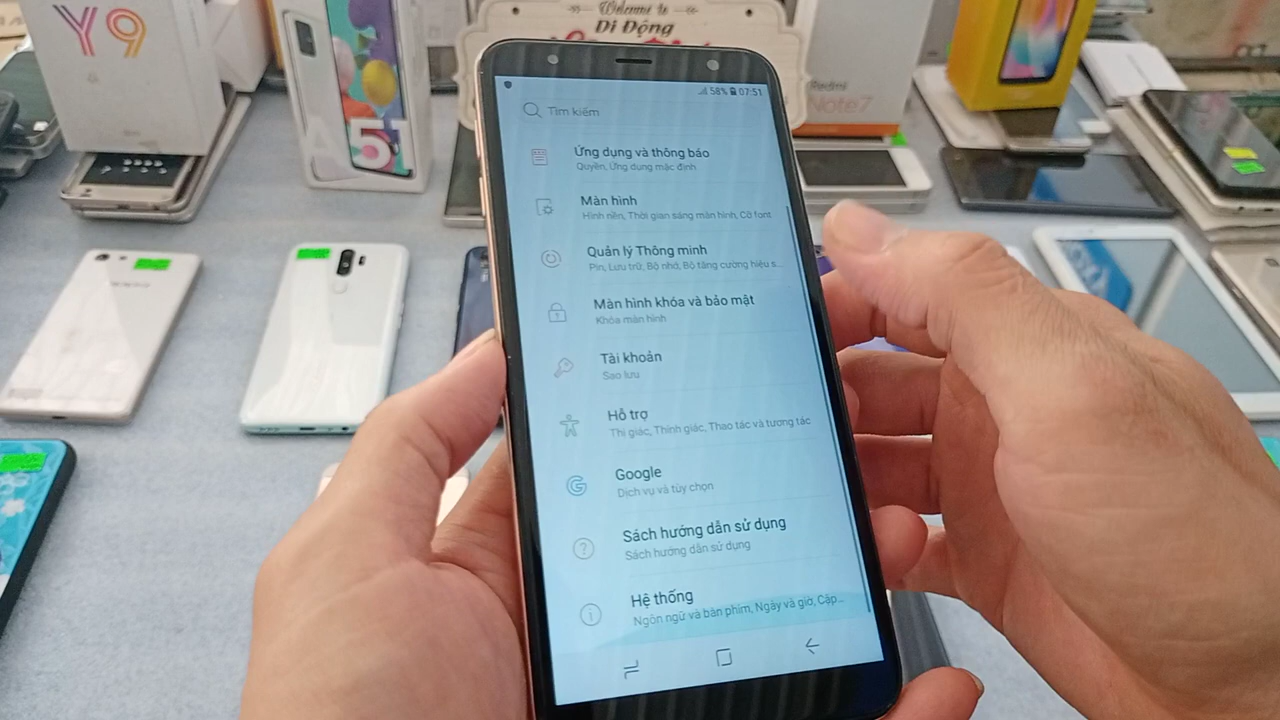 Y9
A51
Welcome to
Di Động
Redmi
Note7
58% 07:51
Tìm kiếm
Ứng dụng và thông báo
Quyền, Ứng dụng mặc định
Màn hình
Hình nền, Thời gian sáng màn hình, Cỡ font
Quản lý Thông minh
Pin, Lưu trữ, Bộ nhớ, Bộ tăng cường hiệu s...
Màn hình khóa và bảo mật
Khóa màn hình
Tài khoản
Sao lưu
Hỗ trợ
Thị giác, Thính giác, Thao tác và tương tác
Google
Dịch vụ và tùy chọn
Sách hướng dẫn sử dụng
Sách hướng dẫn sử dụng
Hệ thống
Ngôn ngữ và bàn phím, Ngày và giờ, Cập...